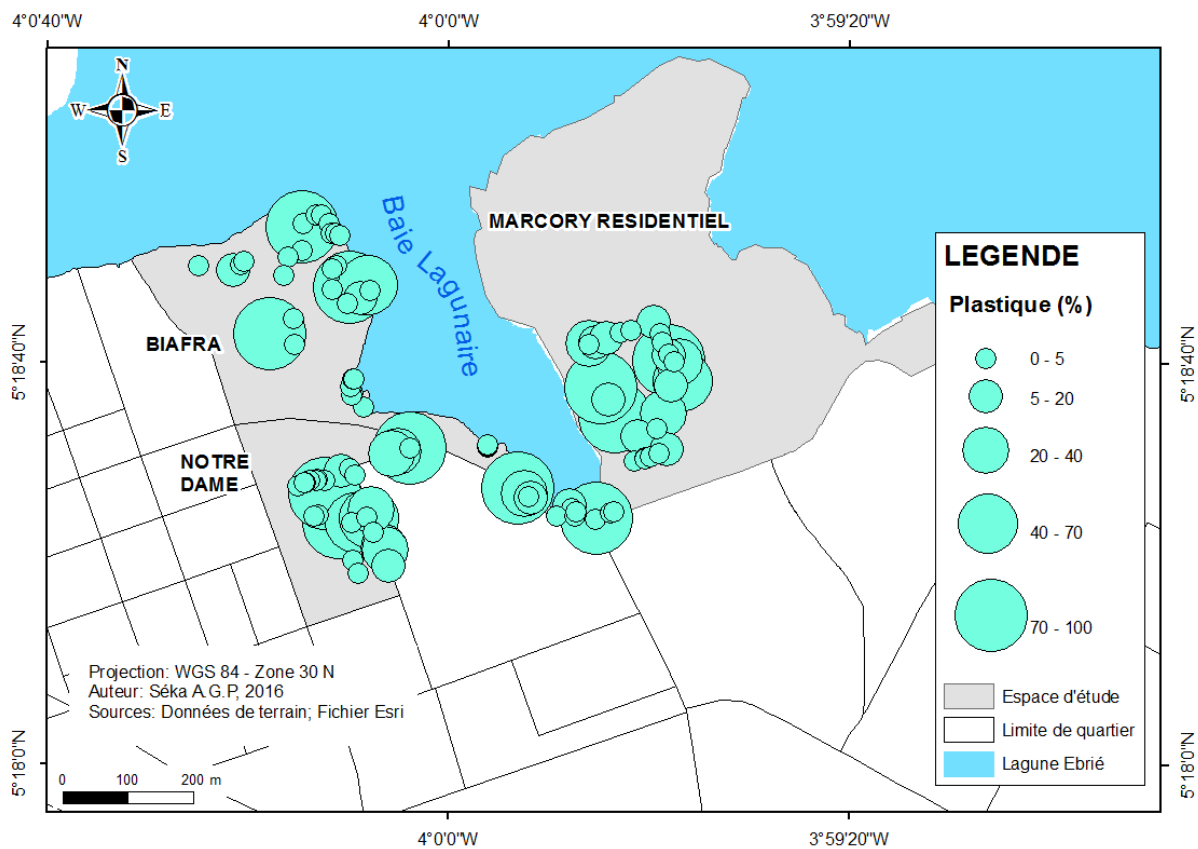 4°0'40"W
4°0'0"W
3°59'20"W
N
W
E
S
Baie Lagunaire
MARCORY RESIDENTIEL
BIAFRA
NOTRE
DAME
LEGENDE
Plastique (%)
0 - 5
5 - 20
20 - 40
40 - 70
70 - 100
Espace d'étude
Limite de quartier
Lagune Ebrié
5°18'40"N
5°18'40"N
5°18'0"N
5°18'0"N
Projection: WGS 84 - Zone 30 N
Auteur: Séka A.G.P, 2016
Sources: Données de terrain; Fichier Esri
0 100 200 m
4°0'0"W
3°59'20"W